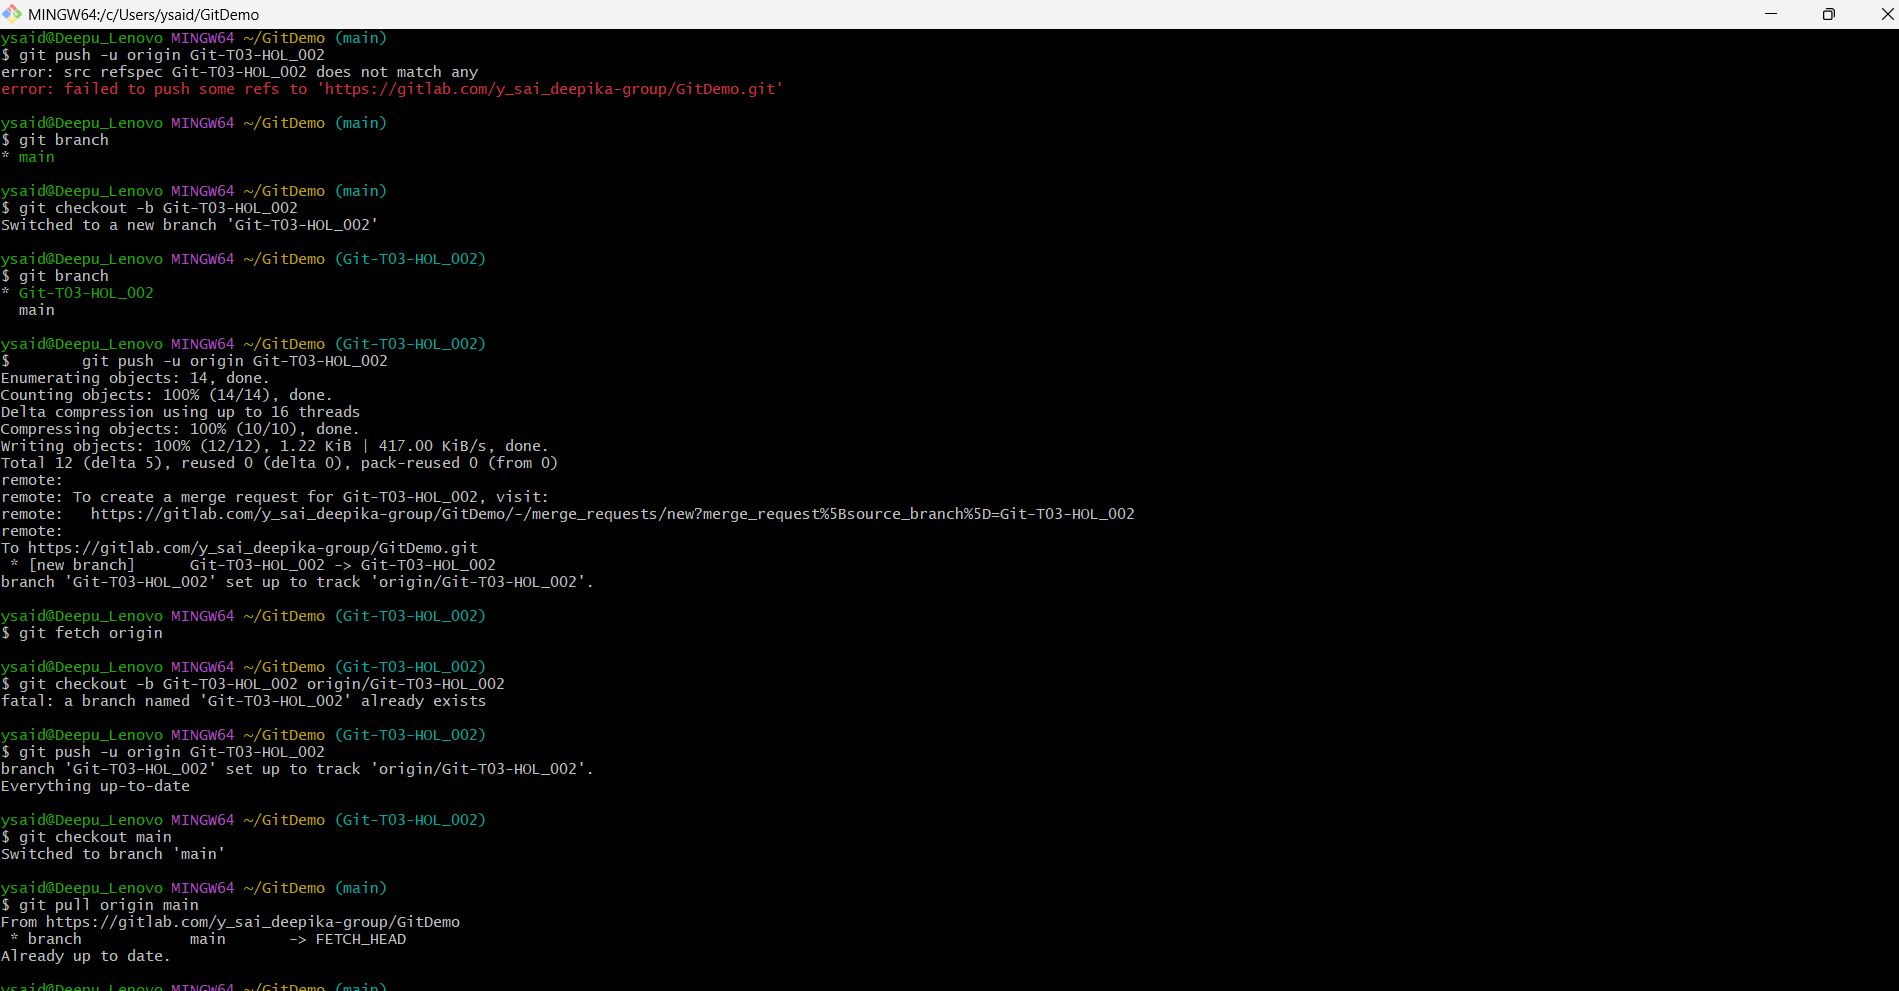 MINGW64:/c/Users/ysaid/GitDemo
ysaid@Deepu_Lenovo MINGW64 ~/GitDemo (main)
$ git push -u origin Git-T03-HOL_002
error: src refspec Git-T03-HOL_002 does not match any
error: failed to push some refs to 'https://gitlab.com/y_sai_deepika-group/GitDemo.git'
ysaid@Deepu_Lenovo MINGW64 ~/GitDemo (main)
$ git branch
* main
ysaid@Deepu_Lenovo MINGW64 ~/GitDemo (main)
$ git checkout -b Git-T03-HOL_002
Switched to a new branch 'Git-T03-HOL_002'
ysaid@Deepu_Lenovo MINGW64 ~/GitDemo (Git-T03-HOL_002)
$ git branch
* Git-T03-HOL_002
  main
ysaid@Deepu_Lenovo MINGW64 ~/GitDemo (Git-T03-HOL_002)
$        git push -u origin Git-T03-HOL_002
Enumerating objects: 14, done.
Counting objects: 100% (14/14), done.
Delta compression using up to 16 threads
Compressing objects: 100% (10/10), done.
Writing objects: 100% (12/12), 1.22 KiB | 417.00 KiB/s, done.
Total 12 (delta 5), reused 0 (delta 0), pack-reused 0 (from 0)
remote:
remote: To create a merge request for Git-T03-HOL_002, visit:
remote:   https://gitlab.com/y_sai_deepika-group/GitDemo/-/merge_requests/new?merge_request%5Bsource_branch%5D=Git-T03-HOL_002
remote:
To https://gitlab.com/y_sai_deepika-group/GitDemo.git
 * [new branch]      Git-T03-HOL_002 -> Git-T03-HOL_002
branch 'Git-T03-HOL_002' set up to track 'origin/Git-T03-HOL_002'.
ysaid@Deepu_Lenovo MINGW64 ~/GitDemo (Git-T03-HOL_002)
$ git fetch origin
ysaid@Deepu_Lenovo MINGW64 ~/GitDemo (Git-T03-HOL_002)
$ git checkout -b Git-T03-HOL_002 origin/Git-T03-HOL_002
fatal: a branch named 'Git-T03-HOL_002' already exists
ysaid@Deepu_Lenovo MINGW64 ~/GitDemo (Git-T03-HOL_002)
$ git push -u origin Git-T03-HOL_002
branch 'Git-T03-HOL_002' set up to track 'origin/Git-T03-HOL_002'.
Everything up-to-date
ysaid@Deepu_Lenovo MINGW64 ~/GitDemo (Git-T03-HOL_002)
$ git checkout main
Switched to branch 'main'
ysaid@Deepu_Lenovo MINGW64 ~/GitDemo (main)
$ git pull origin main
From https://gitlab.com/y_sai_deepika-group/GitDemo
 * branch            main       -> FETCH_HEAD
Already up to date.
ysaid@Deepu_Lenovo MINGW64 ~/GitDemo (main)